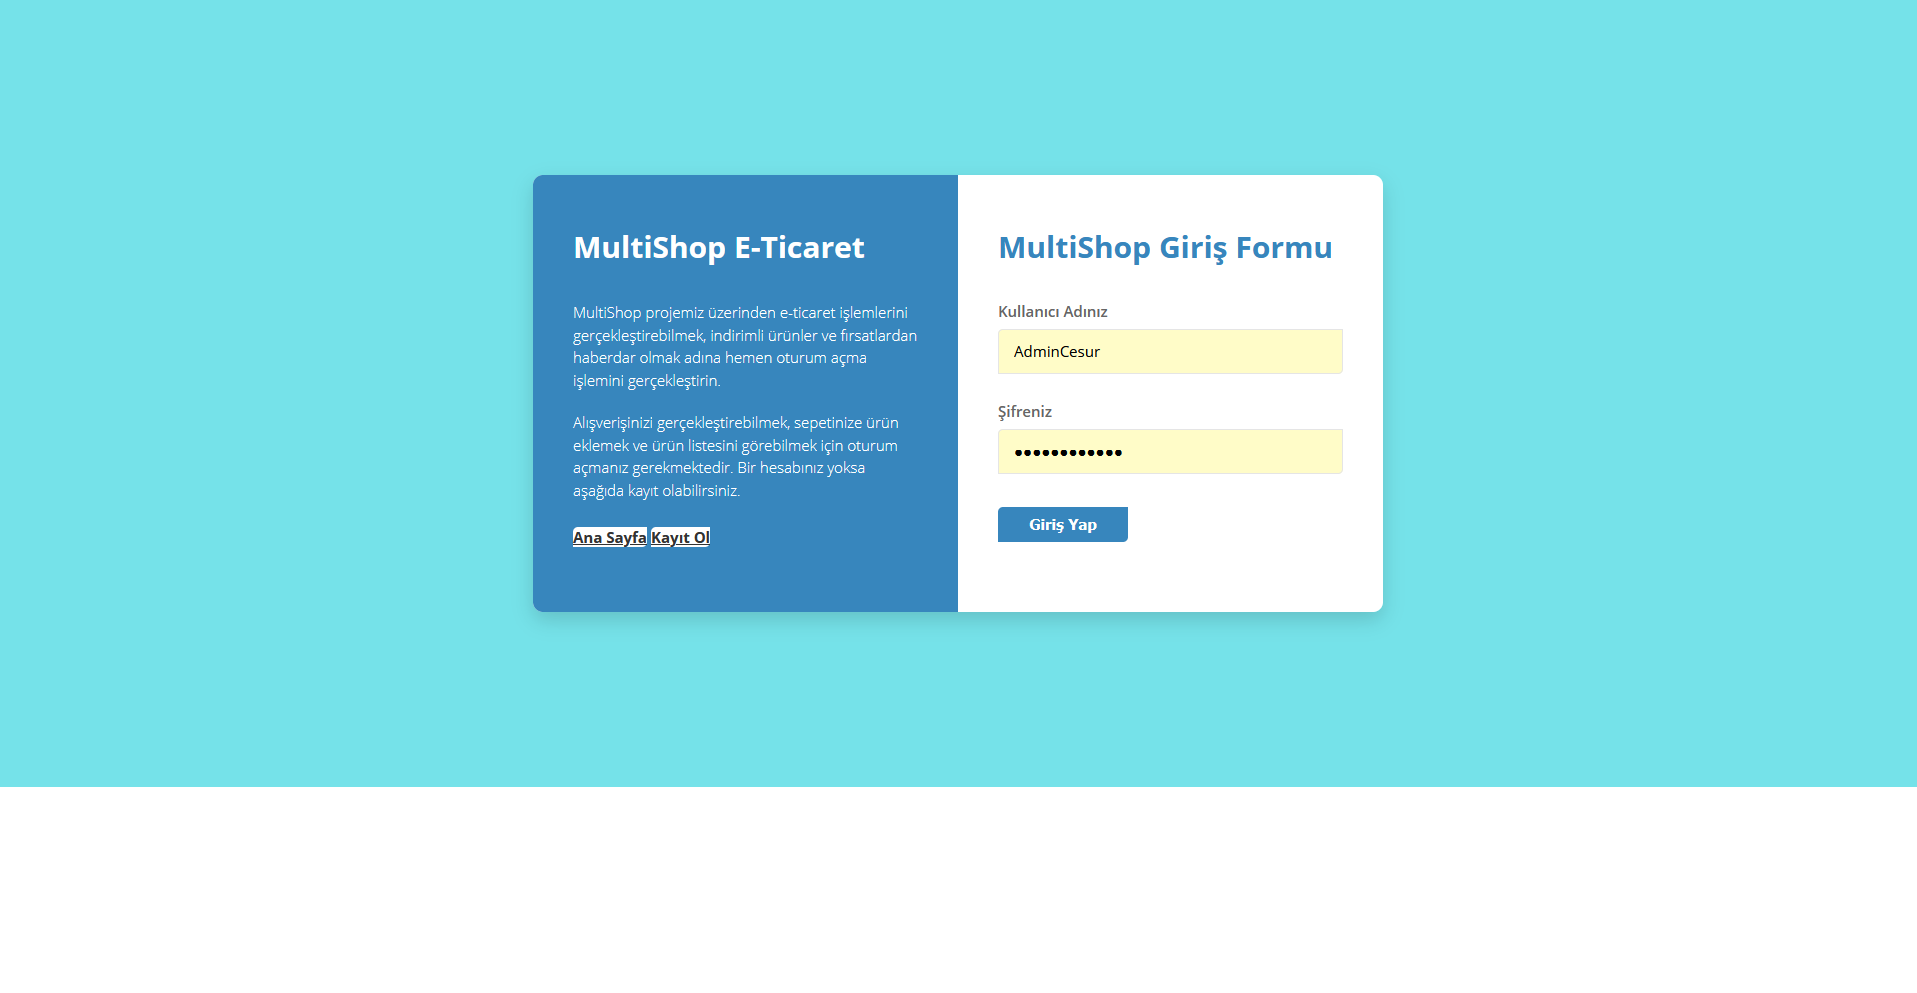 MultiShop E-Ticaret
MultiShop projemiz üzerinden e-ticaret işlemlerini
gerçekleştirebilmek, indirimli ürünler ve fırsatlardan
haberdar olmak adına hemen oturum açma
işlemini gerçekleştirin.
Alışverişinizi gerçekleştirebilmek, sepetinize ürün
eklemek ve ürün listesini görebilmek için oturum
açmanız gerekmektedir. Bir hesabınız yoksa
aşağıda kayıt olabilirsiniz.
Ana Sayfa Kayıt Ol
MultiShop Giriş Formu
Kullanıcı Adınız
AdminCesur
Şifreniz
••••••••••••
Giriş Yap